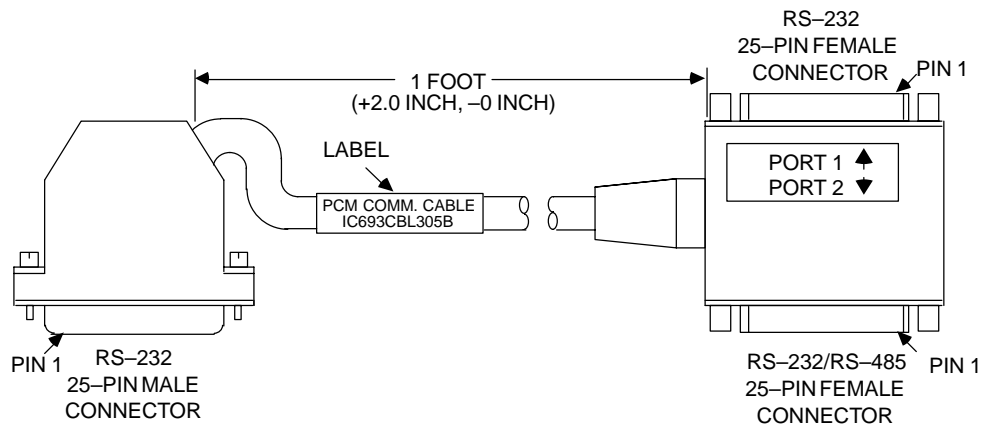 RS–232
25–PIN FEMALE
CONNECTOR
PIN 1
1 FOOT
(+2.0 INCH, –0 INCH)
LABEL
PORT 1
PORT 2
PCM COMM. CABLE
IC693CBL305B
PIN 1
RS–232
25–PIN MALE
CONNECTOR
RS–232/RS–485
25–PIN FEMALE
CONNECTOR
PIN 1